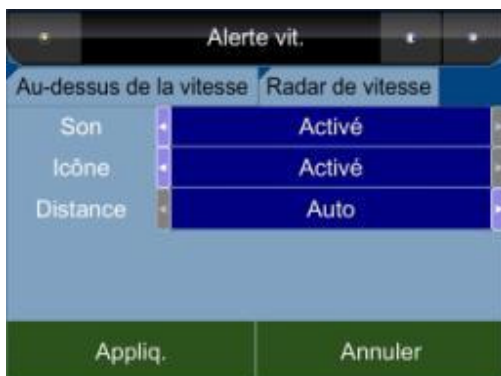 Alerte vit.
Au-dessus de la vitesse Radar de vitesse
Son Activé
Icône Activé
Distance Auto
Appliq. Annuler